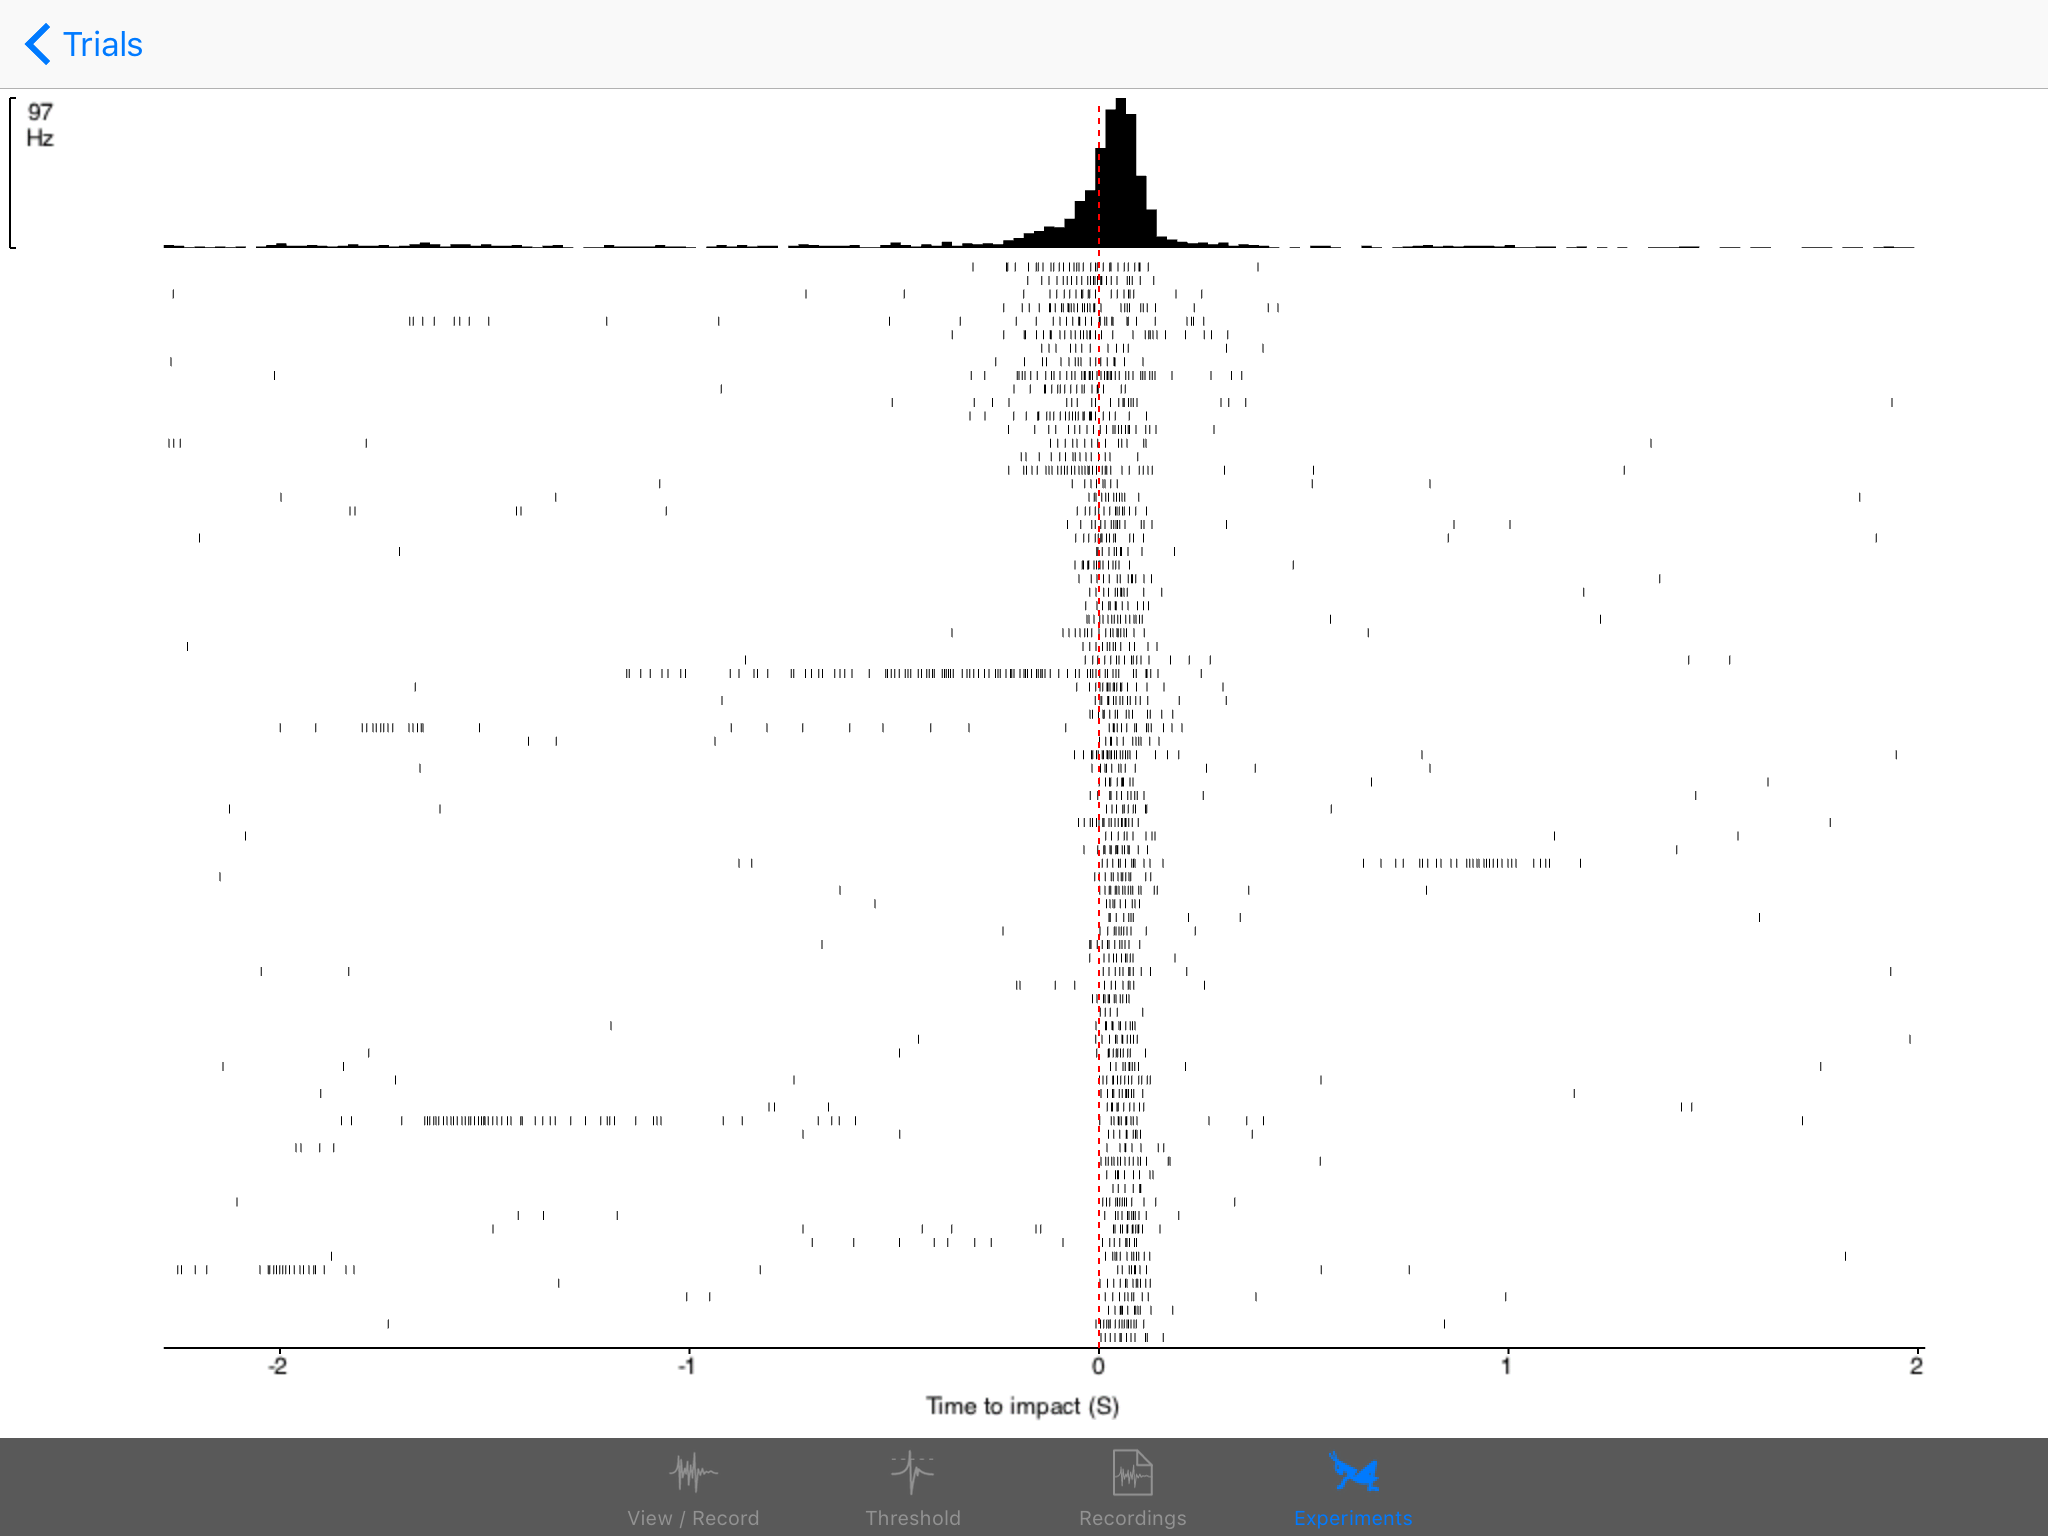 Trials
97
Hz
-2 -1 0 1 2
Time to impact (S)
View / Record Threshold Recordings Experiments